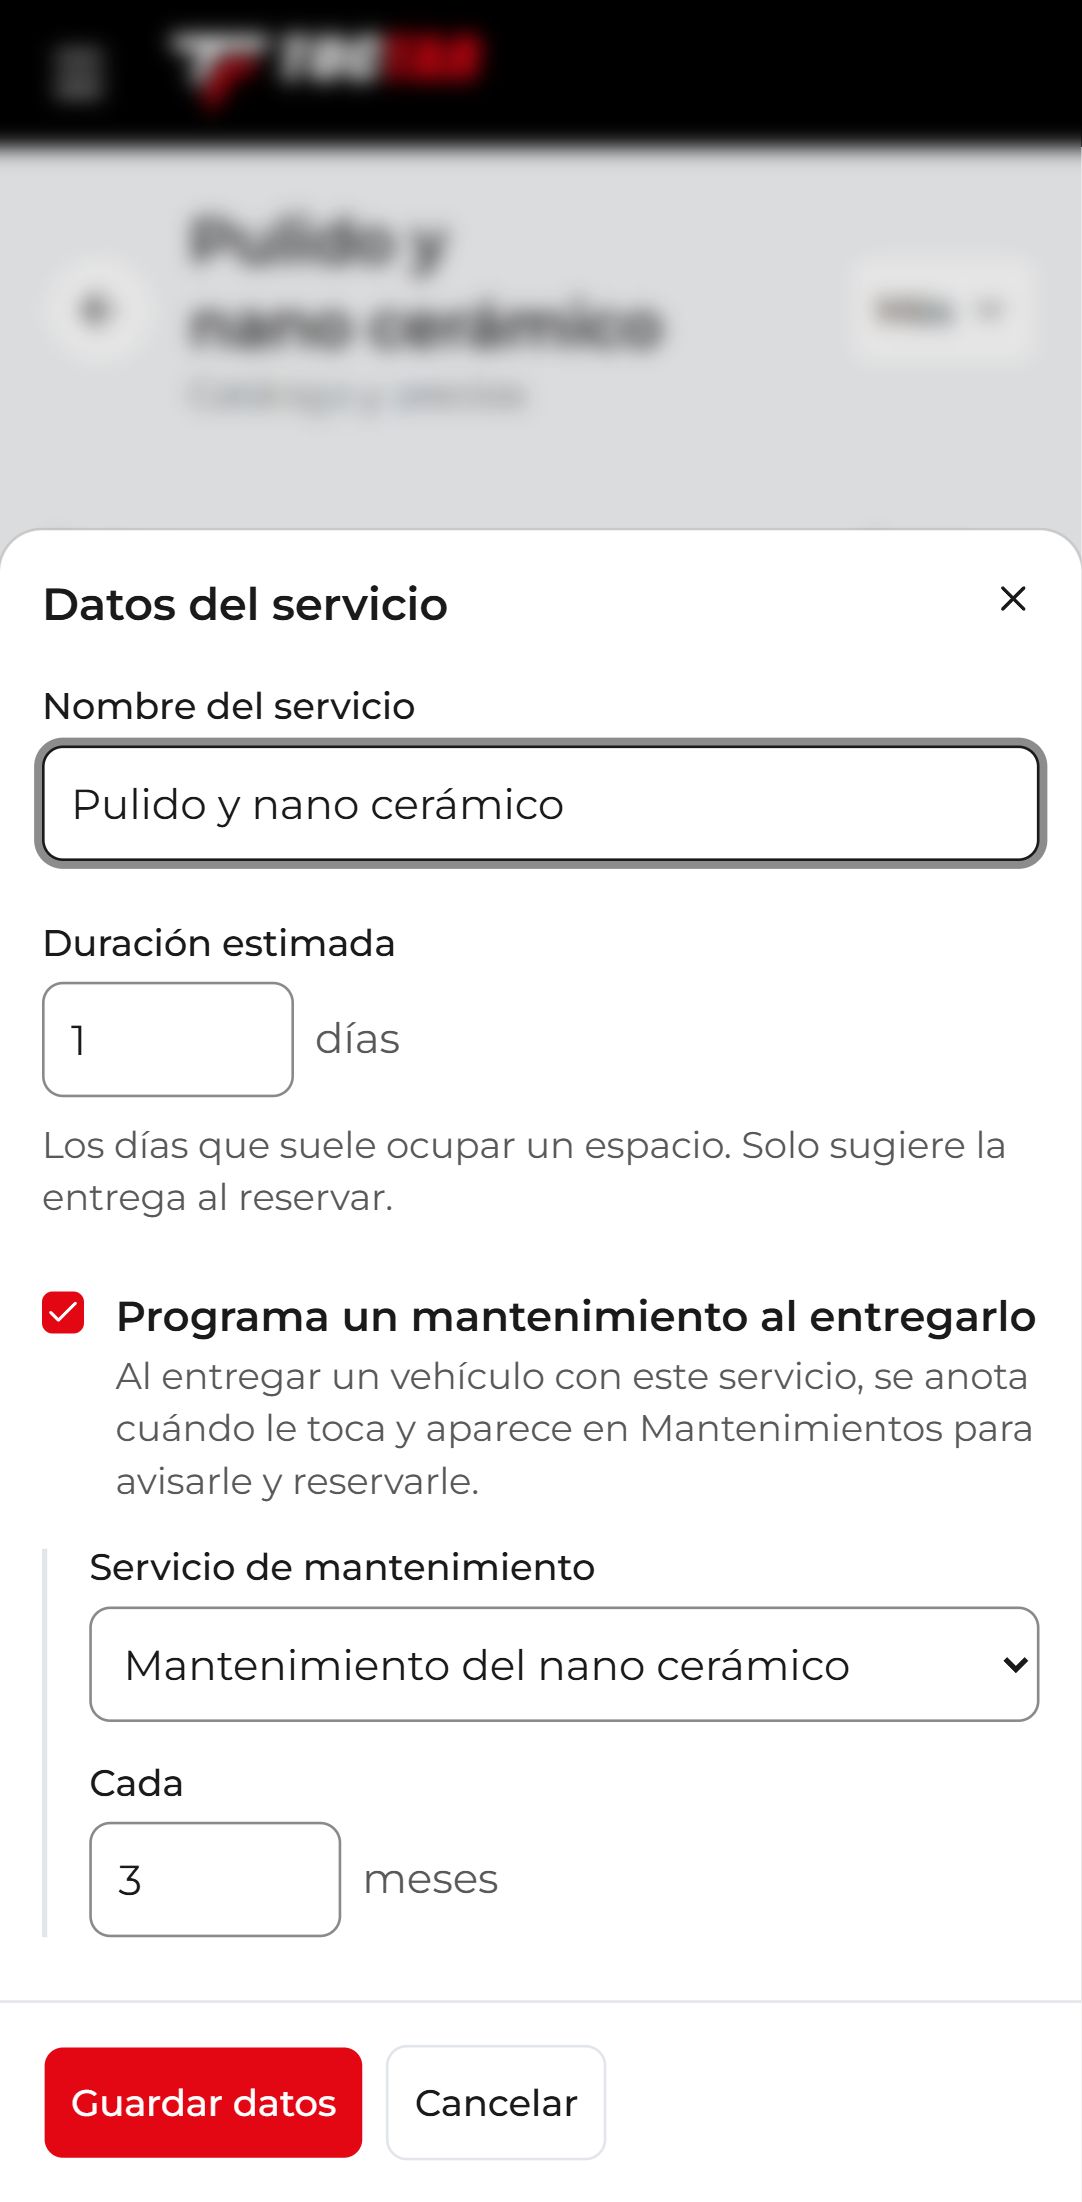 Pulido y
nano cerámico
Datos del servicio
Nombre del servicio
Pulido y nano cerámico
Duración estimada
1 días
Los días que suele ocupar un espacio. Solo sugiere la
entrega al reservar.
Programa un mantenimiento al entregarlo
Al entregar un vehículo con este servicio, se anota
cuándo le toca y aparece en Mantenimientos para
avisarle y reservarle.
Servicio de mantenimiento
Mantenimiento del nano cerámico
Cada
3 meses
Guardar datos Cancelar